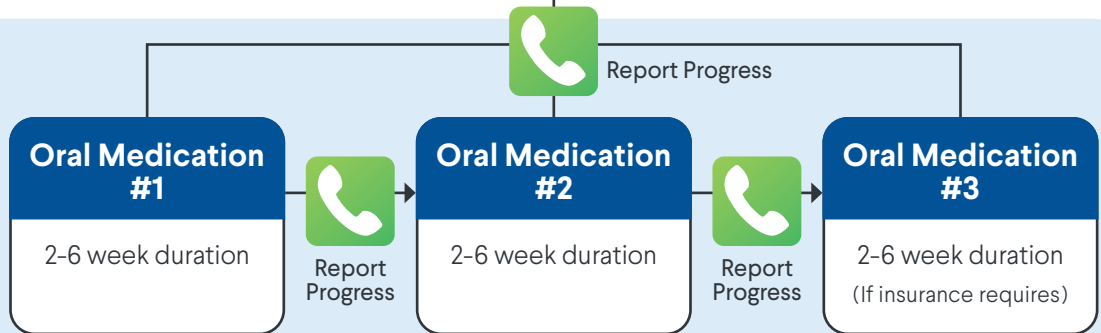 Report Progress
Oral Medication
#1
2-6 week duration
Report
Progress
Oral Medication
#2
2-6 week duration
Report
Progress
Oral Medication
#3
2-6 week duration
(If insurance requires)